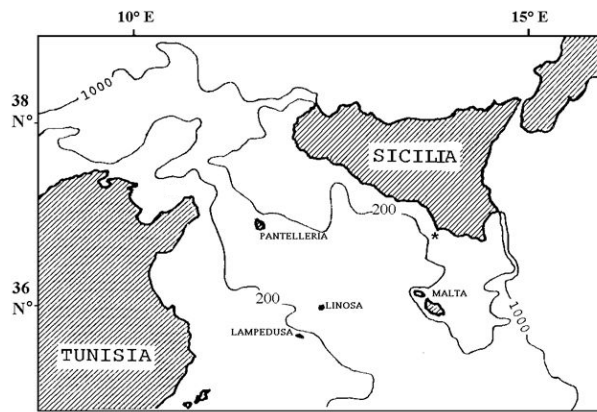 10° E 15° E
1000
38
N°
SICILIA
200
PANTELLERIA
*
MALTA
36
N°
200
LINOSA
1000
LAMPEDUSA
TUNISIA